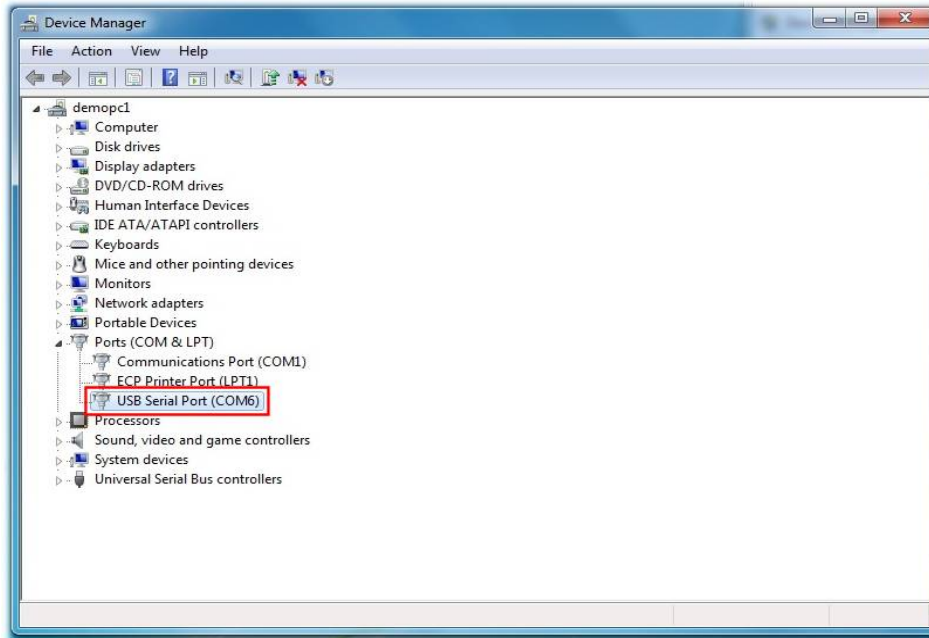 Device Manager
File Action View Help
demopc1
Computer
Disk drives
Display adapters
DVD/CD-ROM drives
Human Interface Devices
IDE ATA/ATAPI controllers
Keyboards
Mice and other pointing devices
Monitors
Network adapters
Portable Devices
Ports (COM & LPT)
Communications Port (COM1)
ECP Printer Port (LPT1)
USB Serial Port (COM6)
Processors
Sound, video and game controllers
System devices
Universal Serial Bus controllers